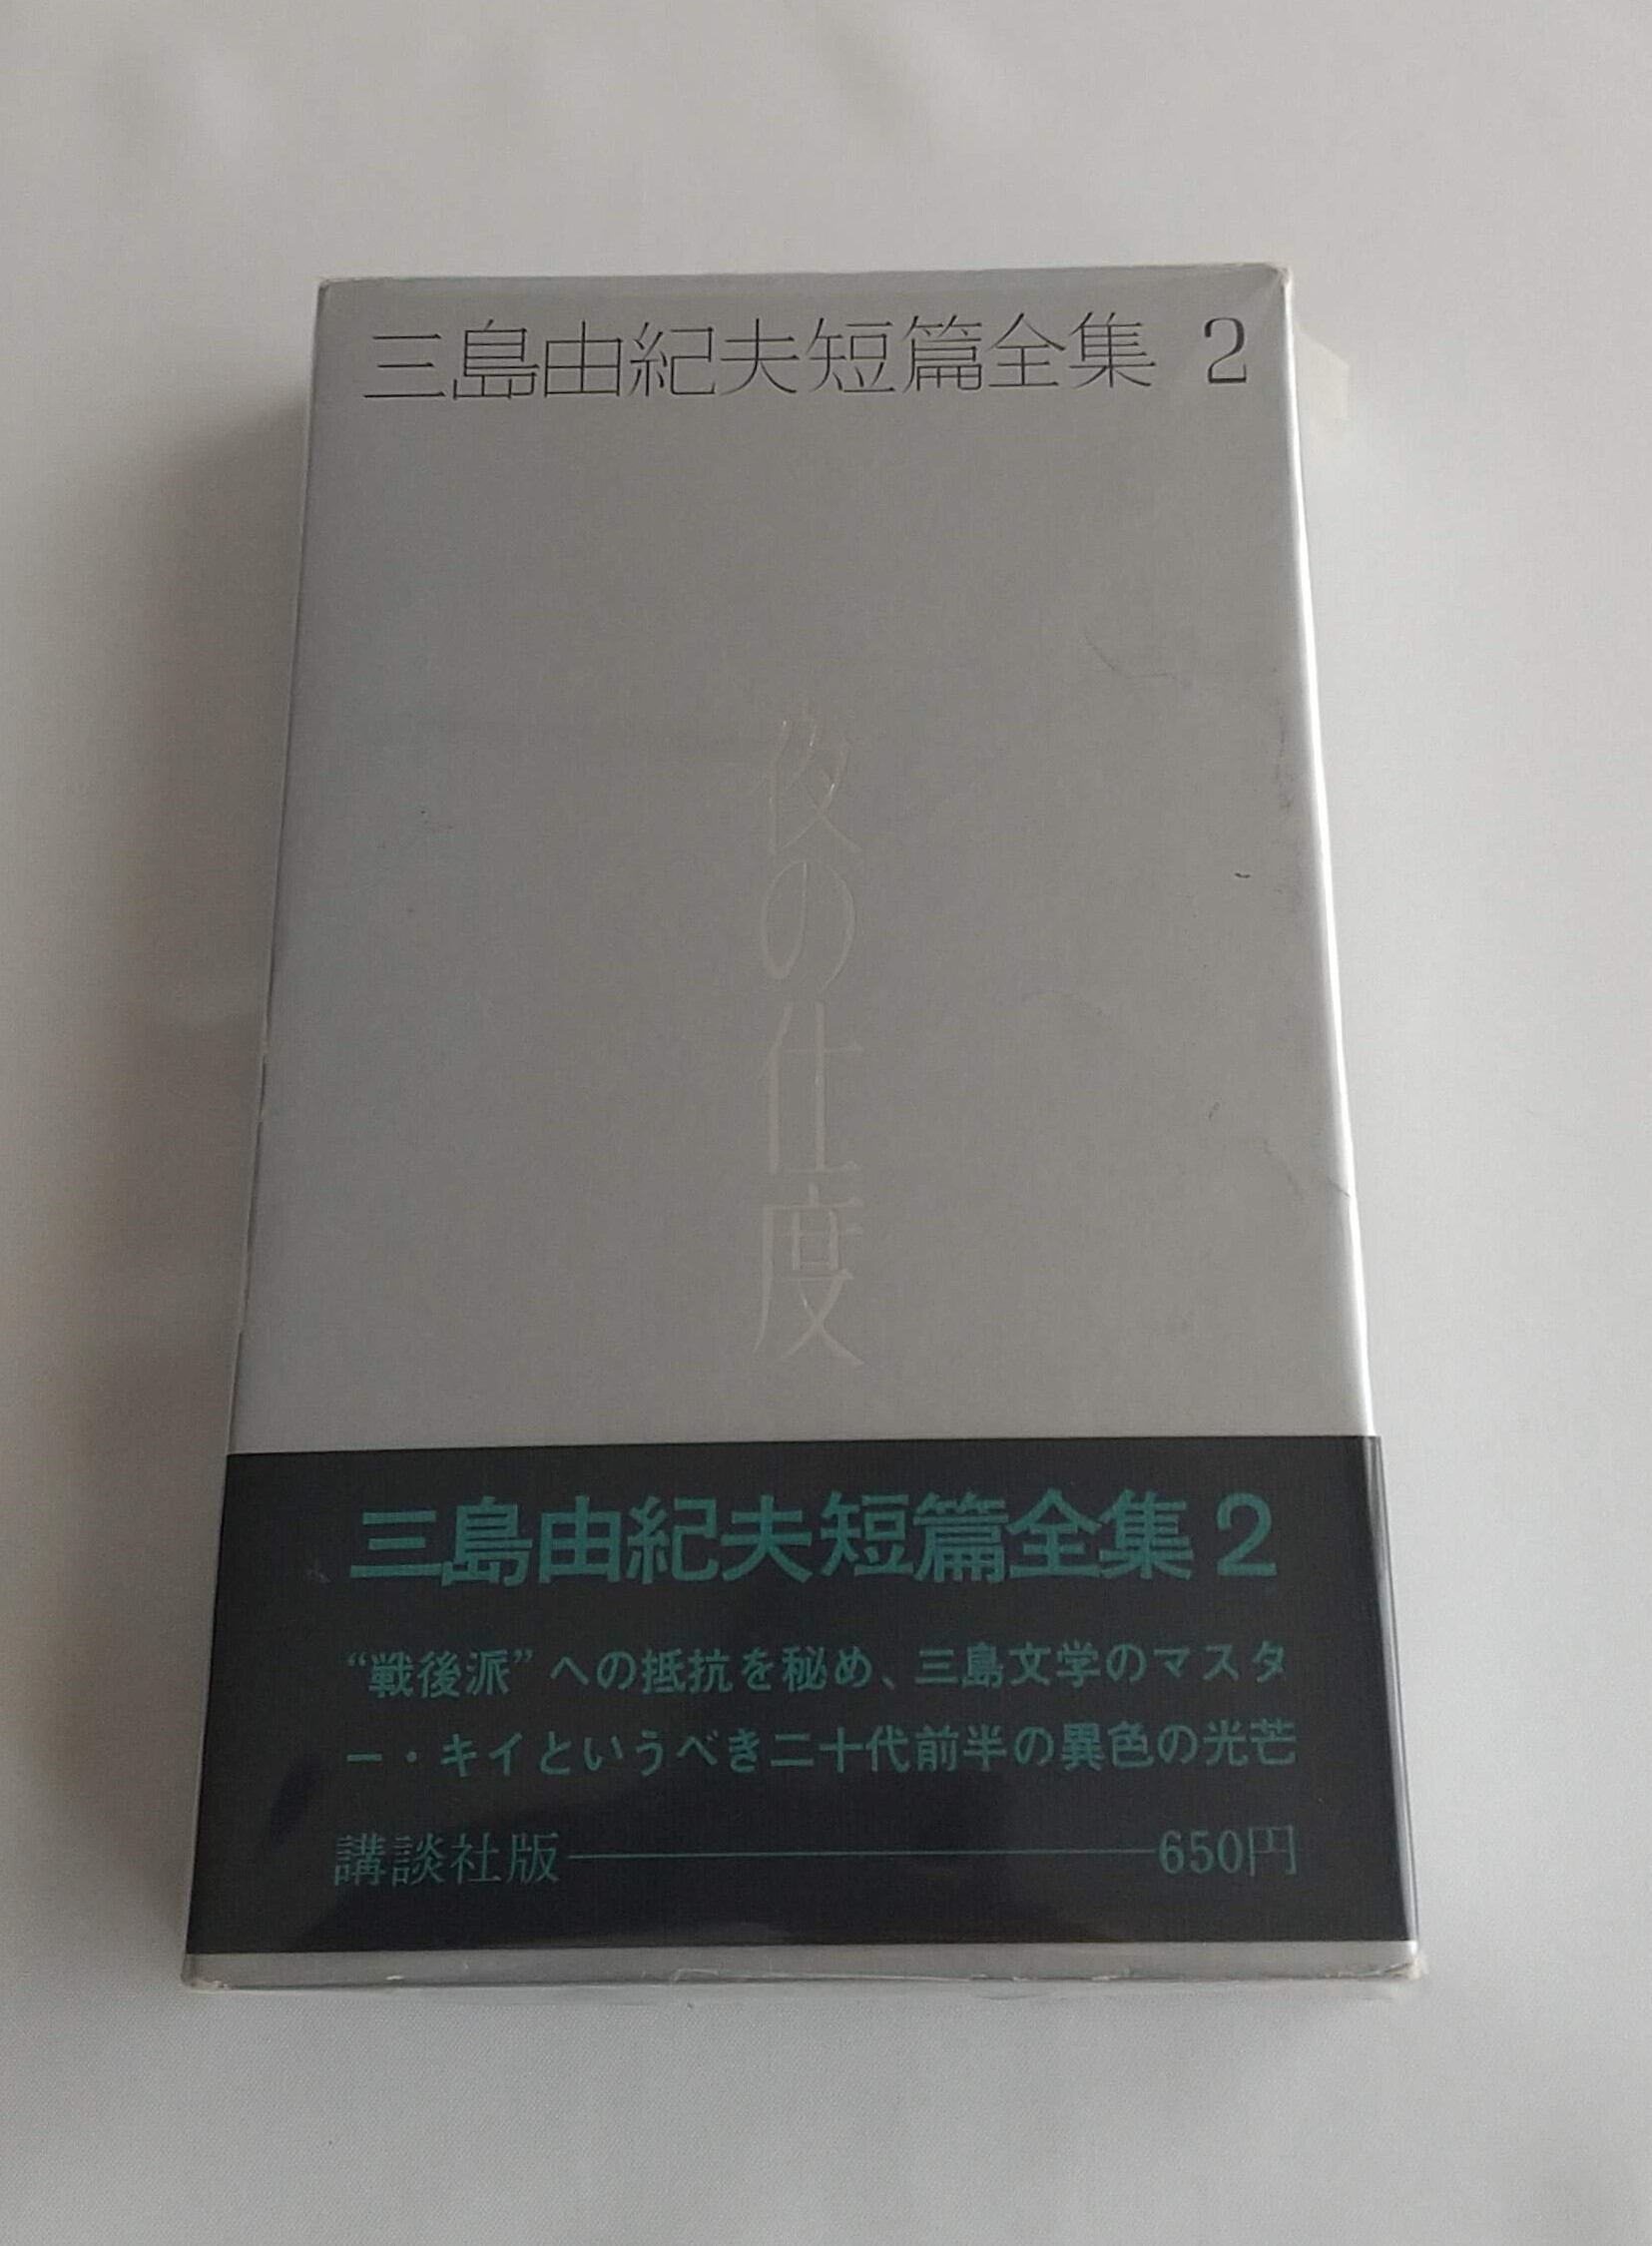 三島由紀夫短篇全集 2
夜の仕度
三島由紀夫短篇全集2
“戦後派”への抵抗を秘め、三島文学のマスタ
ー・キイというべき二十代前半の異色の光芒
講談社版――650円